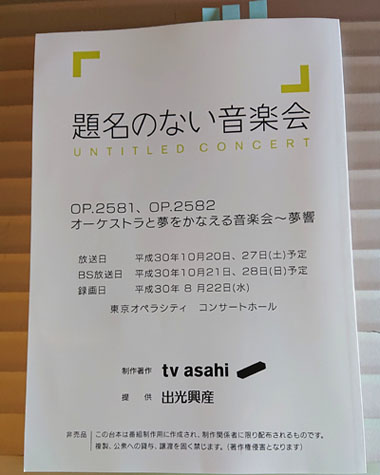 題名のない音楽会
UNTITLED CONCERT
OP.2581、OP.2582
オーケストラと夢をかなえる音楽会～夢響
放送日　平成30年10月20日、27日(土)予定
BS放送日　平成30年10月21日、28日(日)予定
録画日　平成30年 8 月22日(水)
東京オペラシティ　コンサートホール
制作著作　tv asahi
提　供　出光興産
非売品　この台本は番組制作用に作成され、制作関係者に限り配布されるものです。
複製、公衆への貸与、譲渡を固く禁じます。（著作権侵害となります）